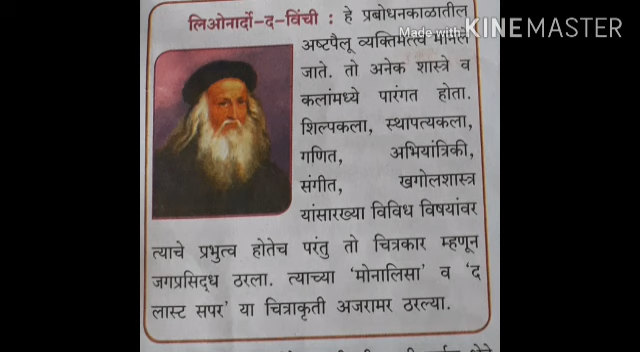 लिओनार्दो-द-विंची : हे प्रबोधनकाळातील
अष्टपैलू व्यक्तिमत्त्व मानले
Made with KINEMASTER
जाते. तो अनेक शास्त्रे व
कलांमध्ये पारंगत होता.
शिल्पकला, स्थापत्यकला,
गणित, अभियांत्रिकी,
संगीत, खगोलशास्त्र
यांसारख्या विविध विषयांवर
त्याचे प्रभुत्व होतेच परंतु तो चित्रकार म्हणून
जगप्रसिद्ध ठरला. त्याच्या 'मोनालिसा' व 'द
लास्ट सपर' या चित्राकृती अजरामर ठरल्या.